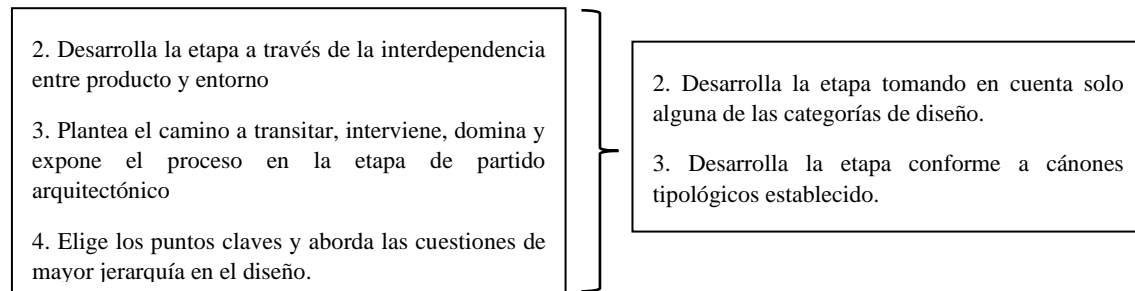 2. Desarrolla la etapa a través de la interdependencia
entre producto y entorno
3. Plantea el camino a transitar, interviene, domina y
expone el proceso en la etapa de partido
arquitectónico
4. Elige los puntos claves y aborda las cuestiones de
mayor jerarquía en el diseño.
2. Desarrolla la etapa tomando en cuenta solo
alguna de las categorías de diseño.
3. Desarrolla la etapa conforme a cánones
tipológicos establecido.